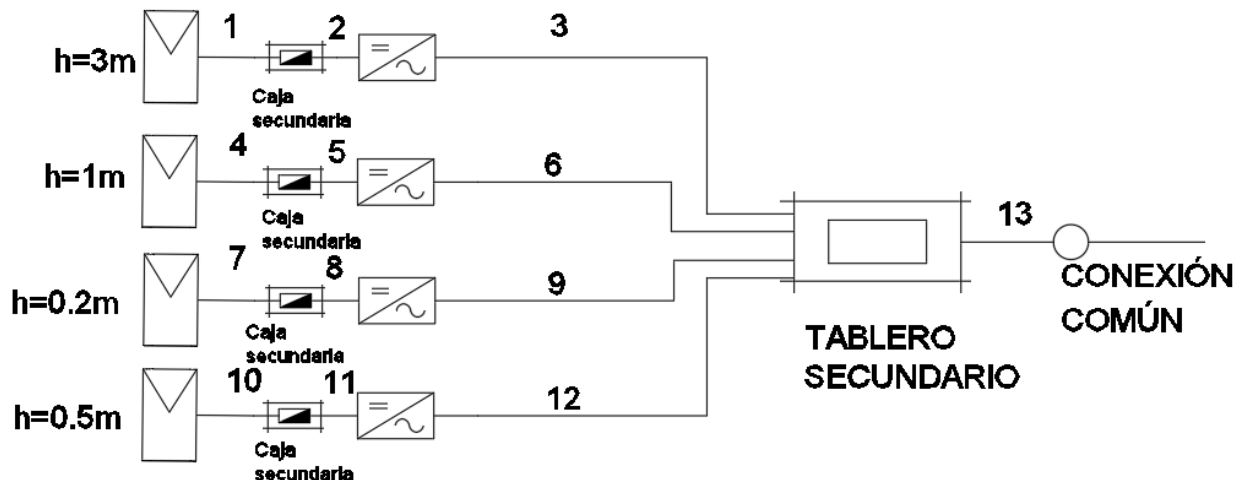 1 2 3
h=3m
Caja
secundaria
4 5 6
h=1m
Caja
secundaria
7 8 9
h=0.2m
Caja
secundaria
10 11 12
h=0.5m
Caja
secundaria
13
CONEXIÓN
COMÚN
TABLERO
SECUNDARIO